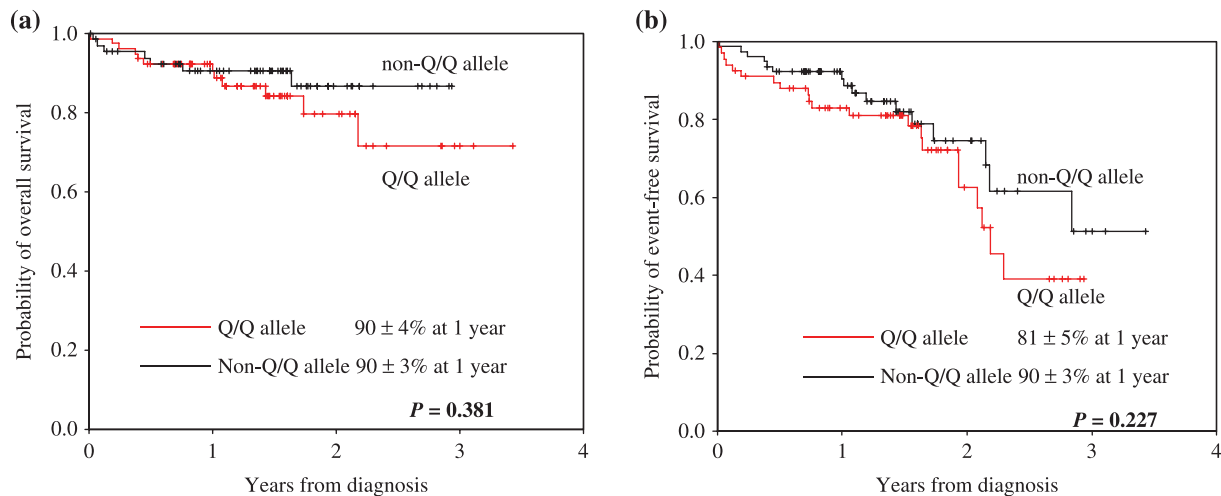 (a)
Probability of overall survival
1.0
0.8
0.6
0.4
0.2
0.0
non-Q/Q allele
Q/Q allele
Q/Q allele 90 ± 4% at 1 year
Non-Q/Q allele 90 ± 3% at 1 year
P = 0.381
0 1 2 3 4
Years from diagnosis
(b)
Probability of event-free survival
1.0
0.8
0.6
0.4
0.2
0.0
non-Q/Q allele
Q/Q allele
Q/Q allele 81 ± 5% at 1 year
Non-Q/Q allele 90 ± 3% at 1 year
P = 0.227
0 1 2 3 4
Years from diagnosis